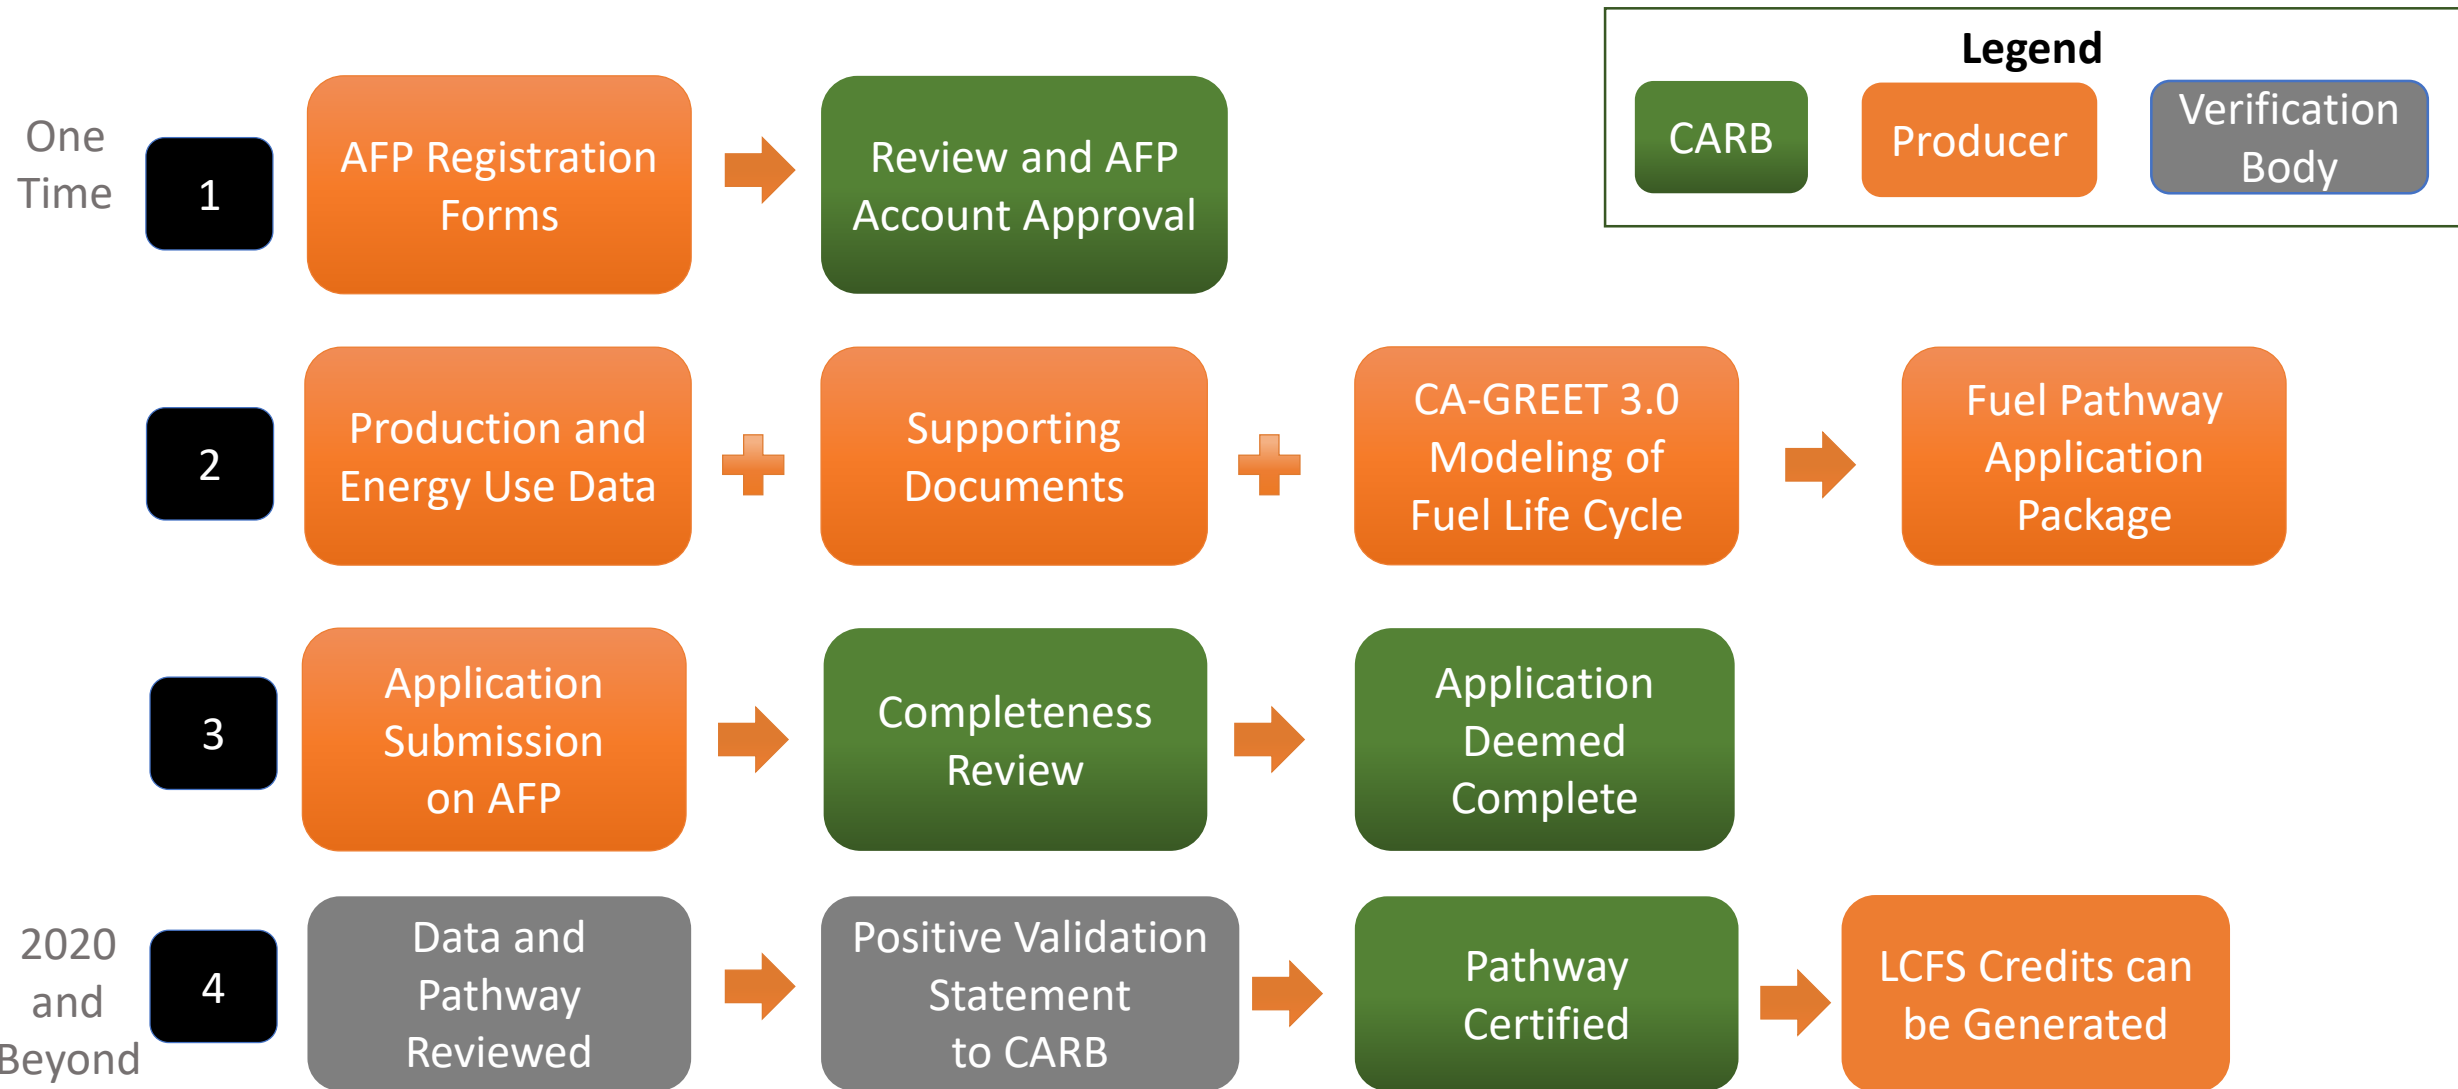 Legend
CARB
Producer
Verification
Body
One
Time
1
AFP Registration
Forms
Review and AFP
Account Approval
2
Production and
Energy Use Data
Supporting
Documents
CA-GREET 3.0
Modeling of
Fuel Life Cycle
Fuel Pathway
Application
Package
3
Application
Submission
on AFP
Completeness
Review
Application
Deemed
Complete
2020
and
Beyond
4
Data and
Pathway
Reviewed
Positive Validation
Statement
to CARB
Pathway
Certified
LCFS Credits can
be Generated